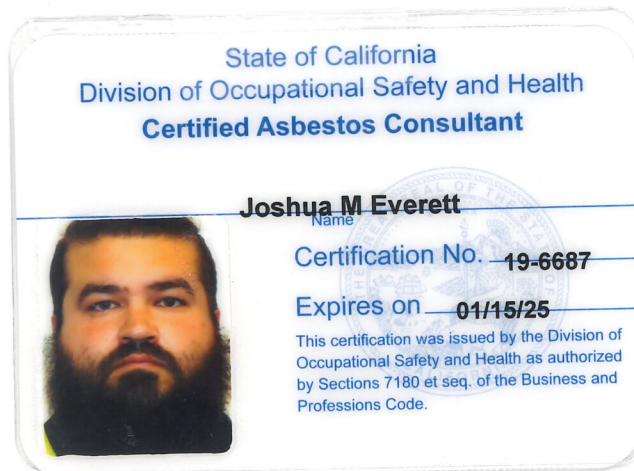 State of California
Division of Occupational Safety and Health
Certified Asbestos Consultant
Joshua M Everett
Name
Certification No. 19-6687
Expires on 01/15/25
This certification was issued by the Division of
Occupational Safety and Health as authorized
by Sections 7180 et seq. of the Business and
Professions Code.